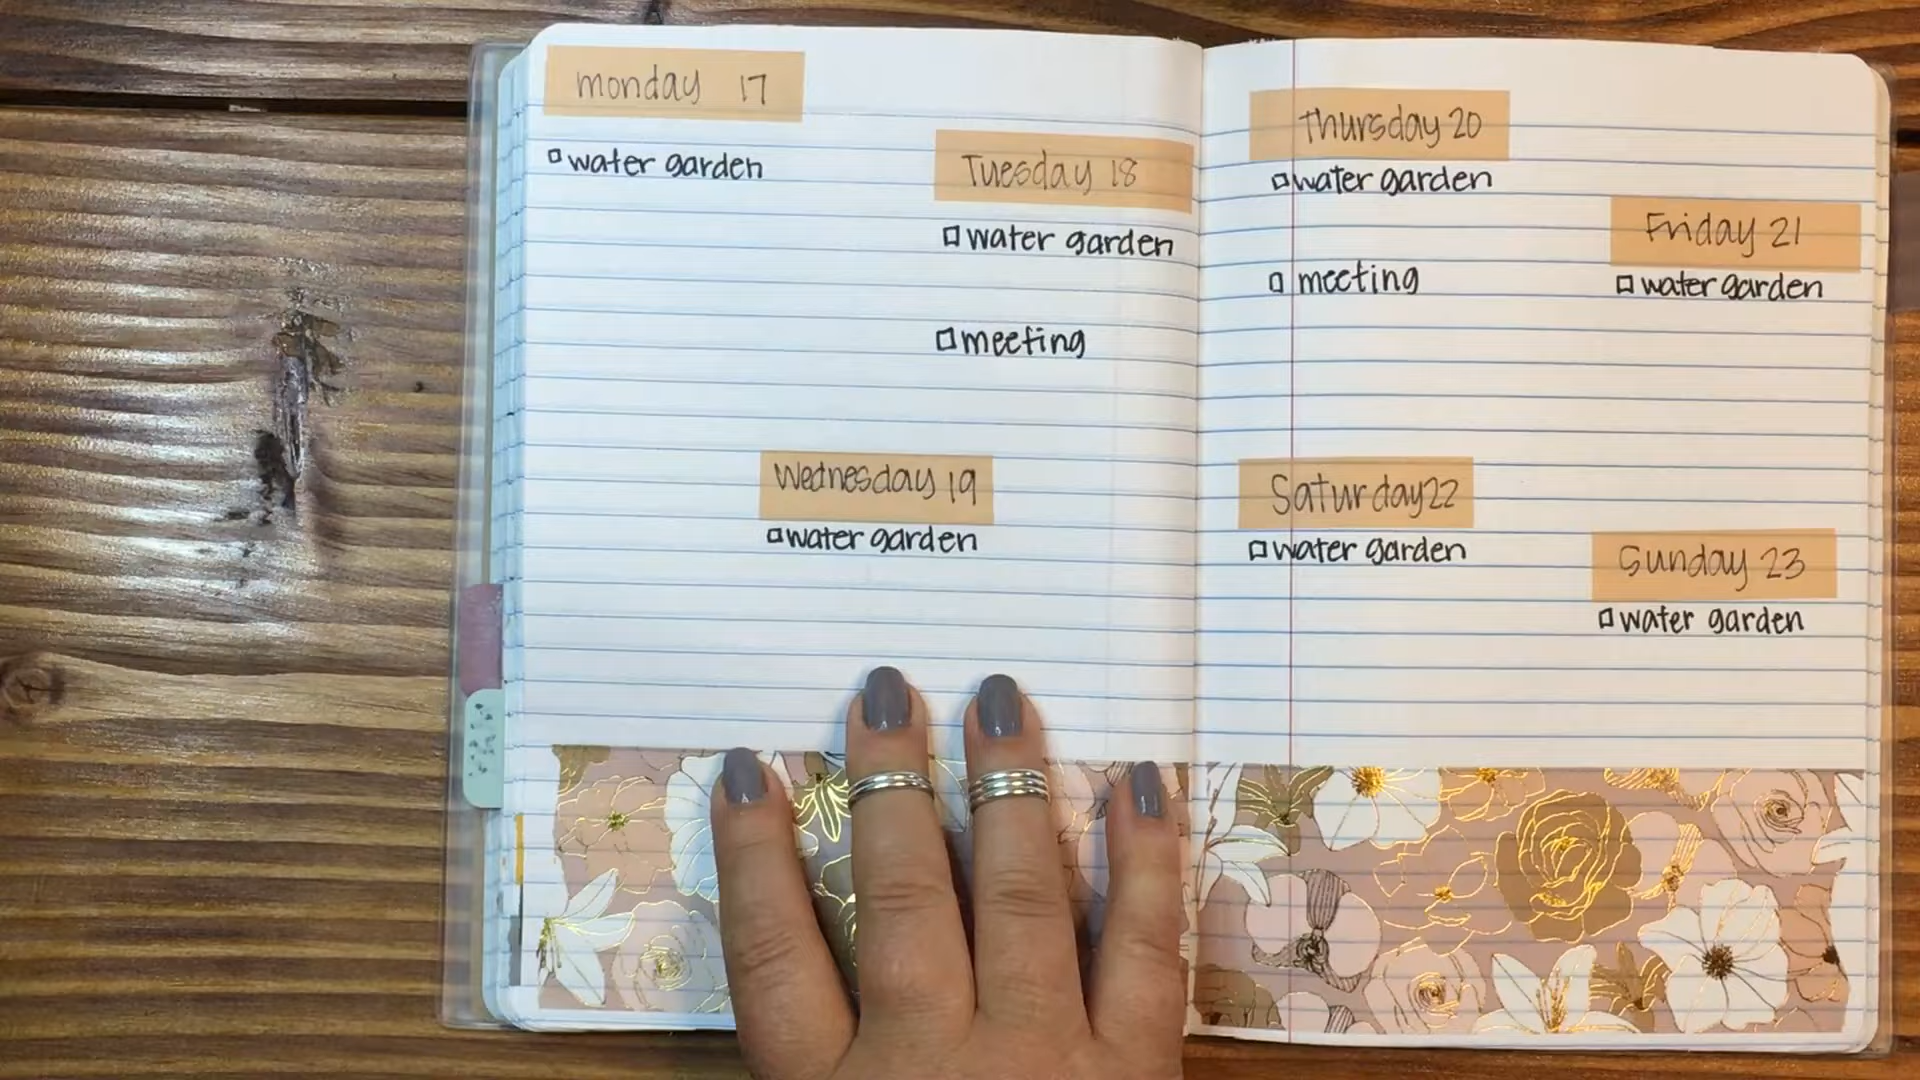 monday 17
water garden
Tuesday 18
water garden
meeting
Wednesday 19
water garden
Thursday 20
water garden
meeting
Friday 21
water garden
Saturday 22
water garden
Sunday 23
water garden